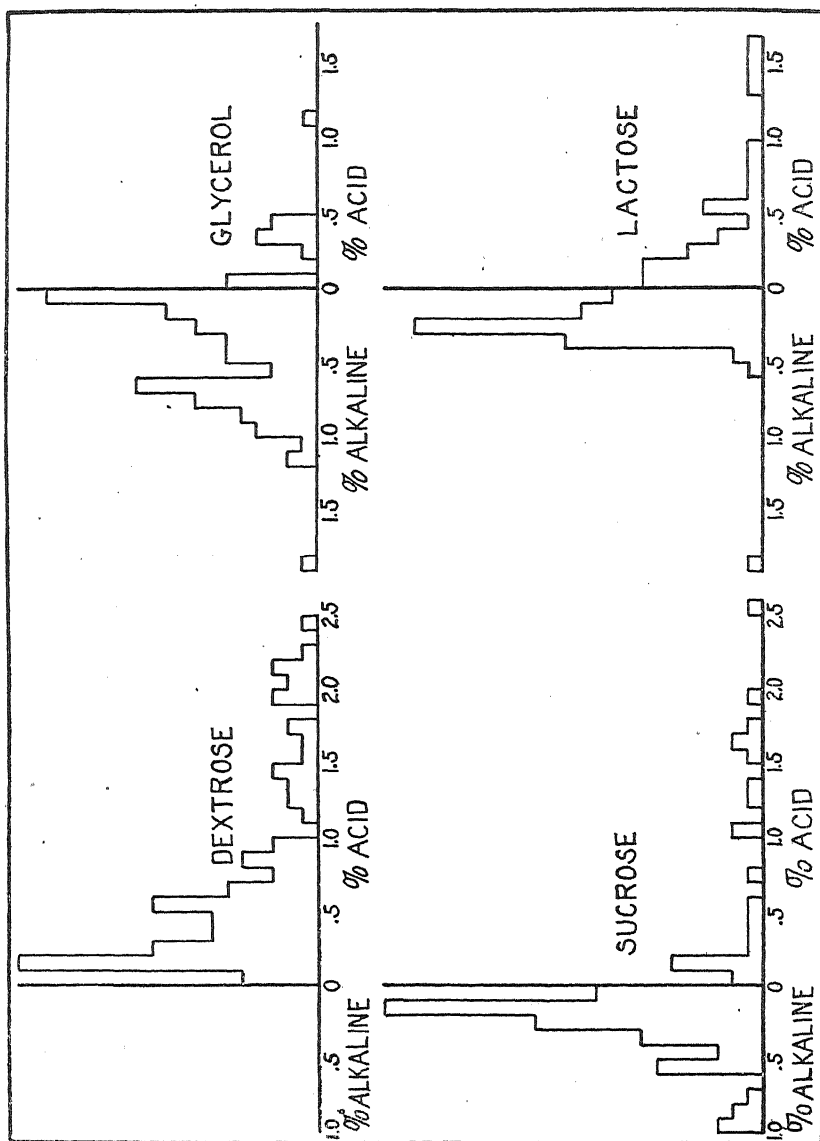 DEXTROSE
GLYCEROL
1.0 .5 0 .5 1.0 1.5 2.0 2.5
1.5 1.0 .5 0 .5 1.0 1.5
% ALKALINE % ACID
% ALKALINE % ACID
SUCROSE
LACTOSE
1.0 .5 0 .5 1.0 1.5 2.0 2.5
1.5 1.0 .5 0 .5 1.0 1.5
% ALKALINE % ACID
% ALKALINE % ACID